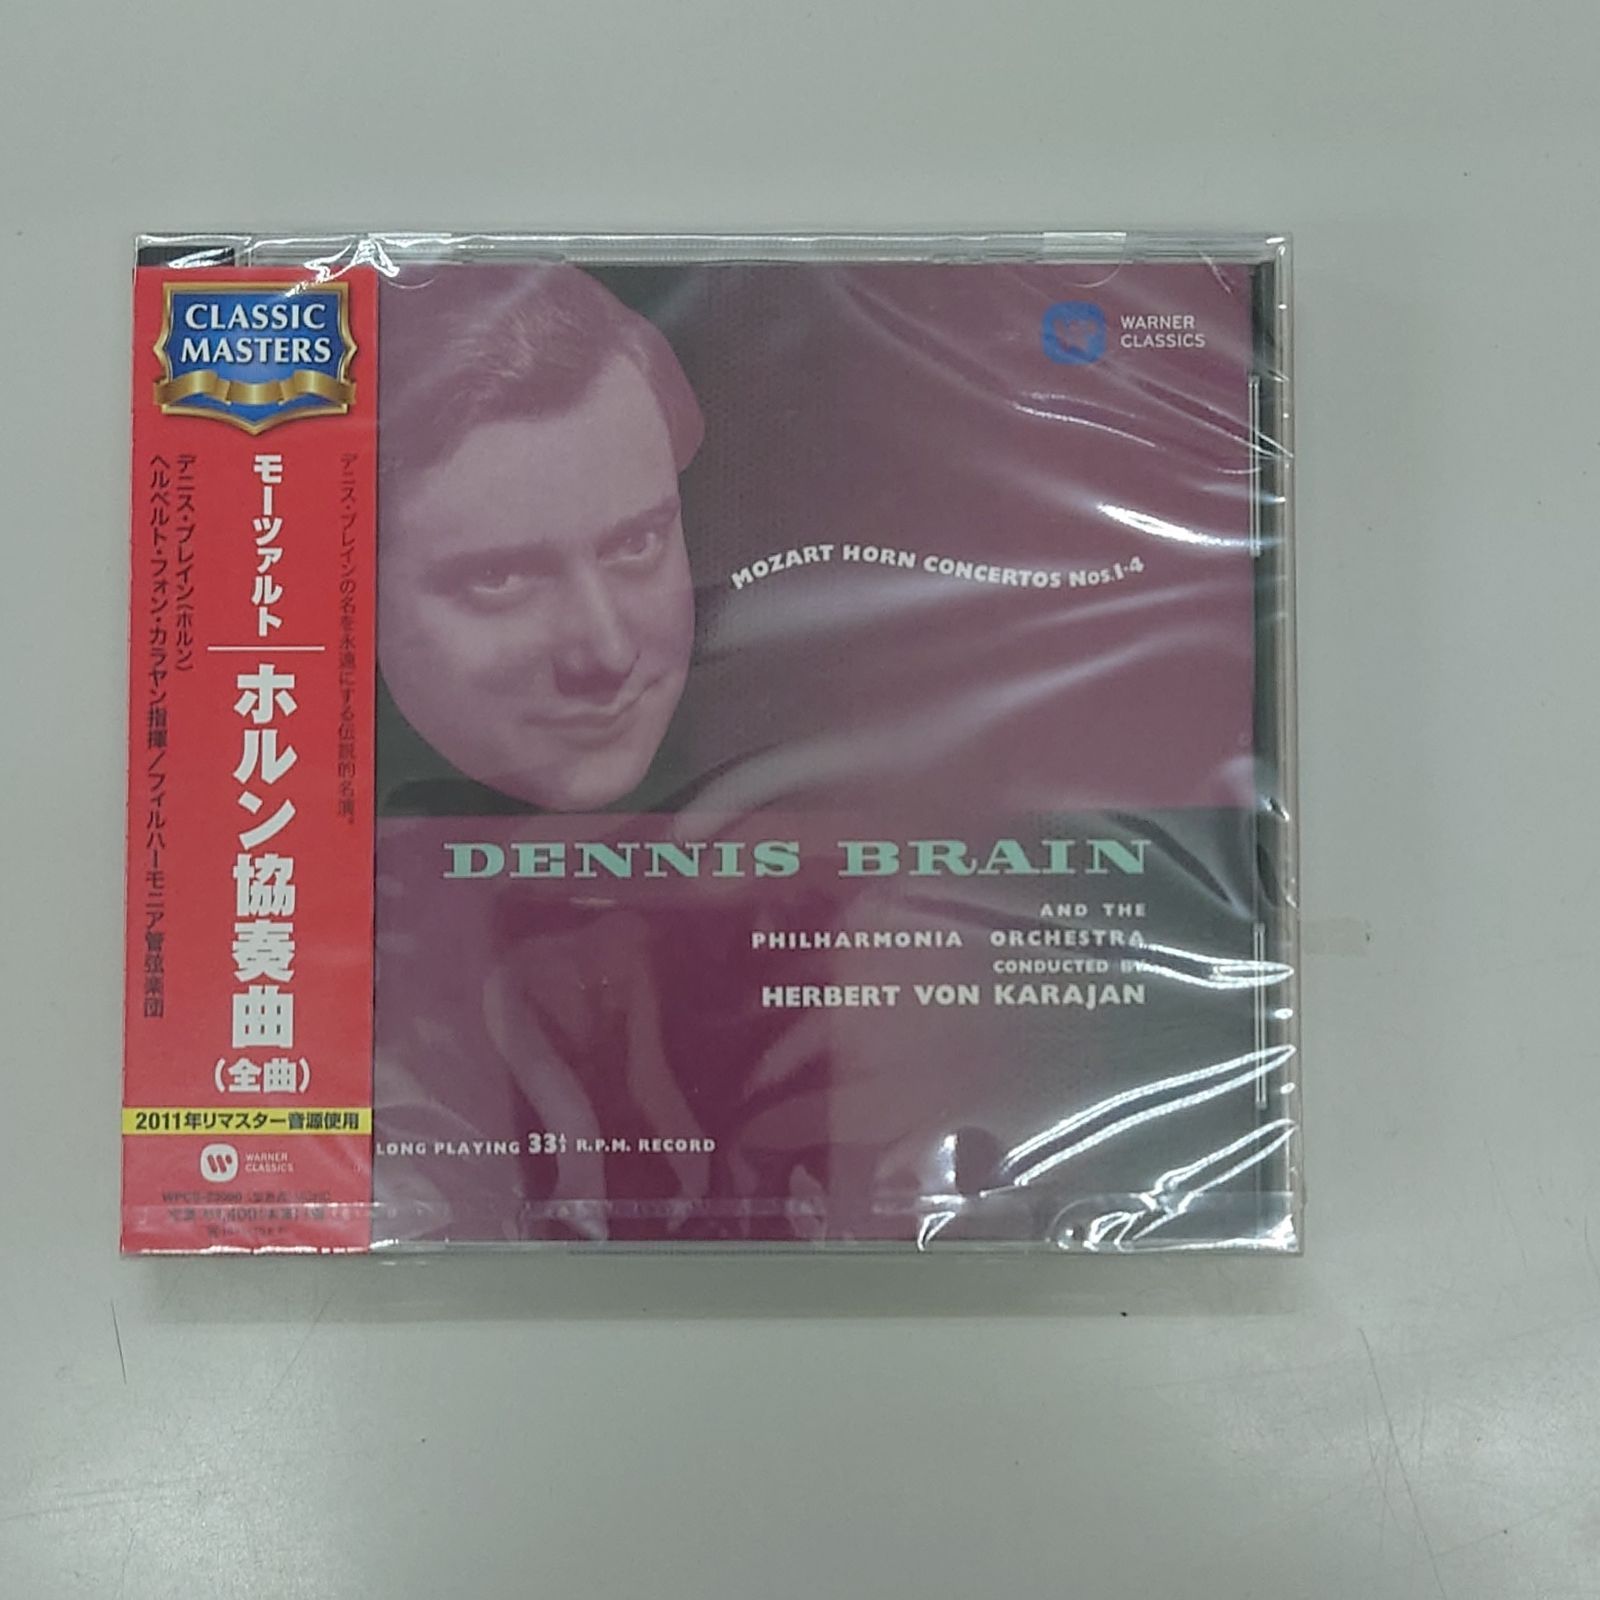 CLASSIC
MASTERS
デニス・ブレインの名を永遠にする伝説的名演。
モーツァルト
ホルン協奏曲
(全曲)
デニス・ブレイン(ホルン)
ヘルベルト・フォン・カラヤン指揮/フィルハーモニア管弦楽団
2011年リマスター音源使用
WARNER
CLASSICS
WARNER
CLASSICS
MOZART HORN CONCERTOS Nos.1-4
DENNIS BRAIN
AND THE
PHILHARMONIA ORCHESTRA
CONDUCTED BY
HERBERT VON KARAJAN
LONG PLAYING 33⅓ R.P.M. RECORD